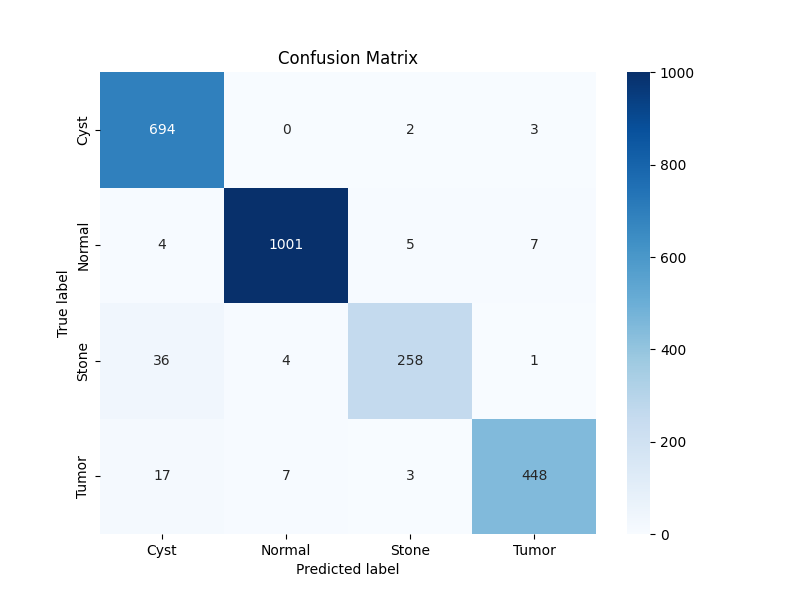 Confusion Matrix
Cyst 694 0 2 3
Normal 4 1001 5 7
Stone 36 4 258 1
Tumor 17 7 3 448
True label
Cyst Normal Stone Tumor
Predicted label
1000
800
600
400
200
0